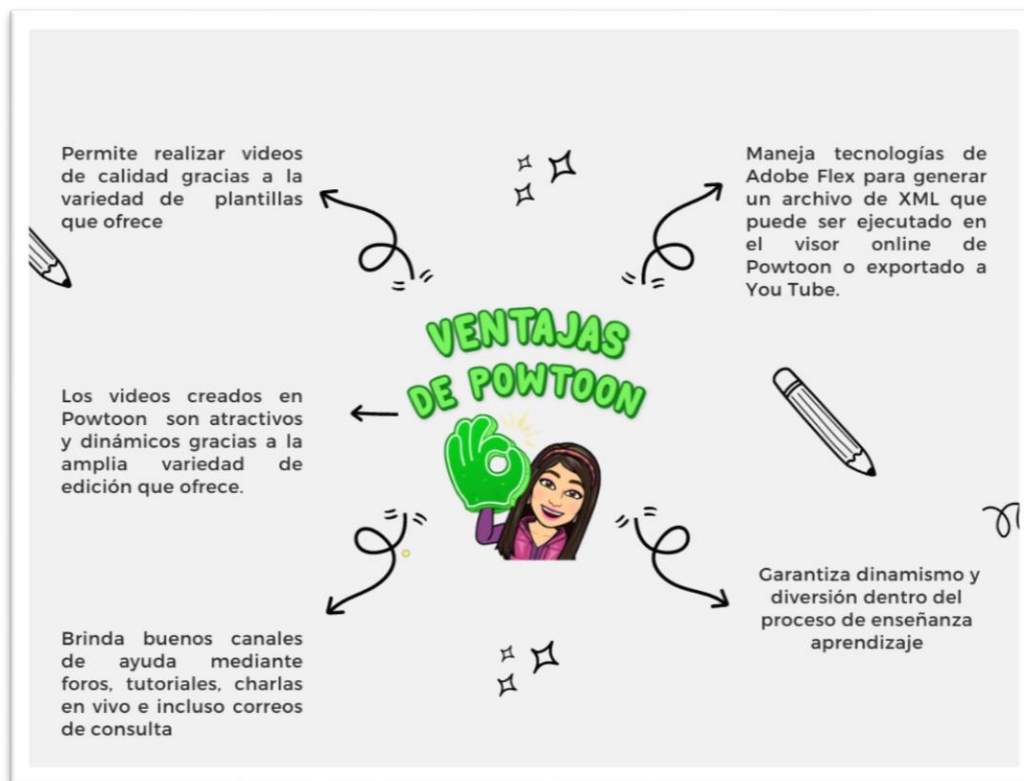 Permite realizar videos
de calidad gracias a la
variedad de plantillas
que ofrece
Maneja tecnologías de
Adobe Flex para generar
un archivo de XML que
puede ser ejecutado en
el visor online de
Powtoon o exportado a
You Tube.
VENTAJAS
DE POWTOON
Los videos creados en
Powtoon son atractivos
y dinámicos gracias a la
amplia variedad de
edición que ofrece.
Garantiza dinamismo y
diversión dentro del
proceso de enseñanza
aprendizaje
Brinda buenos canales
de ayuda mediante
foros, tutoriales, charlas
en vivo e incluso correos
de consulta